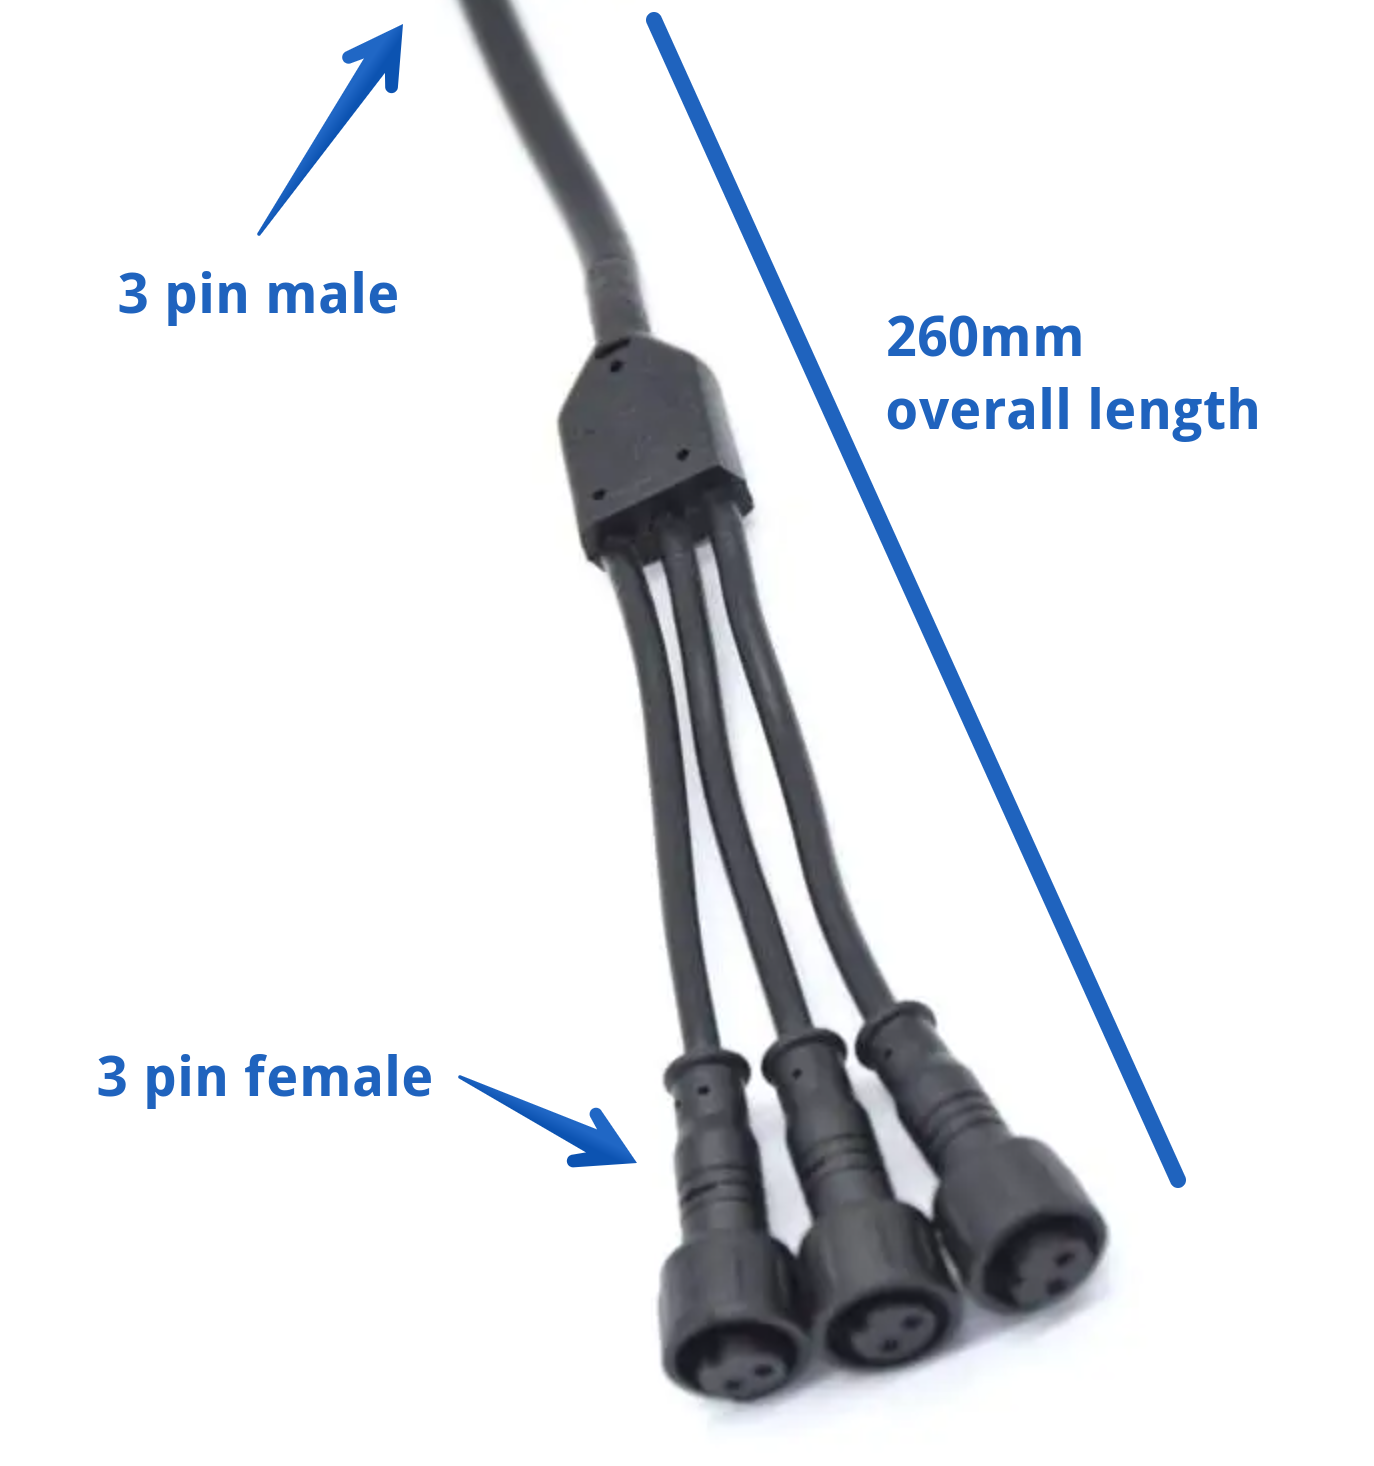 3 pin male
260mm
overall length
3 pin female